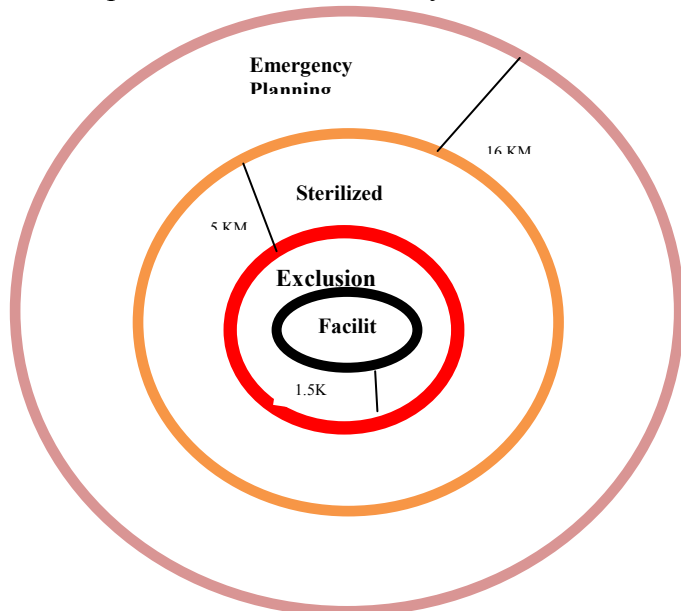 Emergency
Planning
16 KM
Sterilized
5 KM
Exclusion
Facilit
1.5K